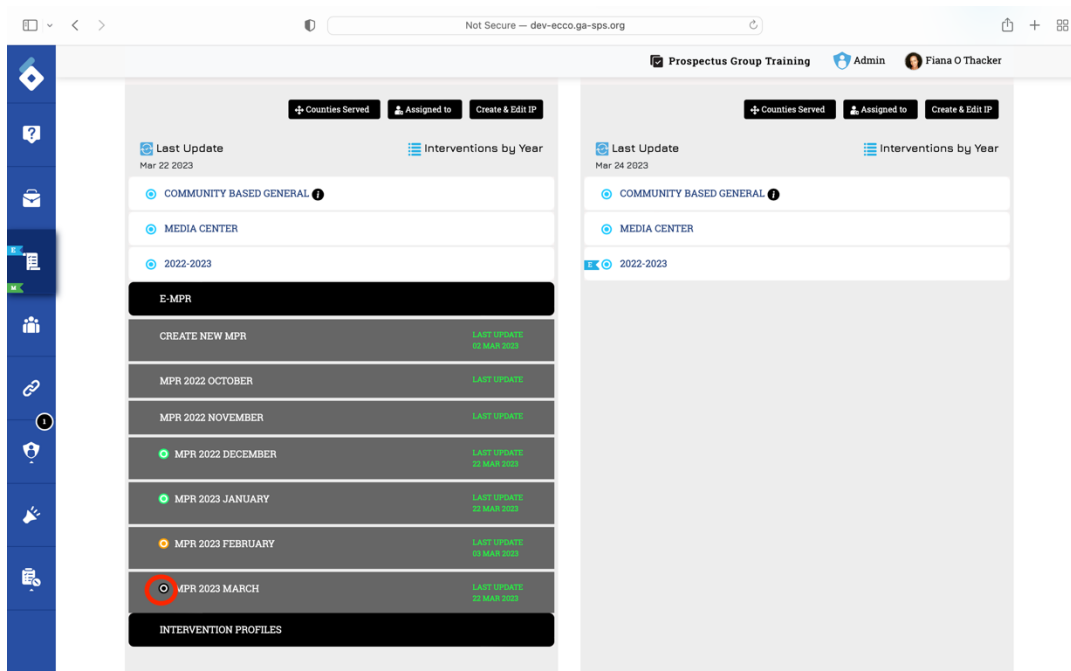 Not Secure — dev-ecco.ga-sps.org
Prospectus Group Training
Admin
Fiana O Thacker
Counties Served
Assigned to
Create & Edit IP
Last Update
Interventions by Year
Mar 22 2023
COMMUNITY BASED GENERAL
MEDIA CENTER
2022-2023
E-MPR
CREATE NEW MPR
LAST UPDATE
02 MAR 2023
MPR 2022 OCTOBER
LAST UPDATE
MPR 2022 NOVEMBER
LAST UPDATE
MPR 2022 DECEMBER
LAST UPDATE
22 MAR 2023
MPR 2023 JANUARY
LAST UPDATE
22 MAR 2023
MPR 2023 FEBRUARY
LAST UPDATE
03 MAR 2023
MPR 2023 MARCH
LAST UPDATE
22 MAR 2023
INTERVENTION PROFILES
Counties Served
Assigned to
Create & Edit IP
Last Update
Interventions by Year
Mar 24 2023
COMMUNITY BASED GENERAL
MEDIA CENTER
E
2022-2023
E
M
1